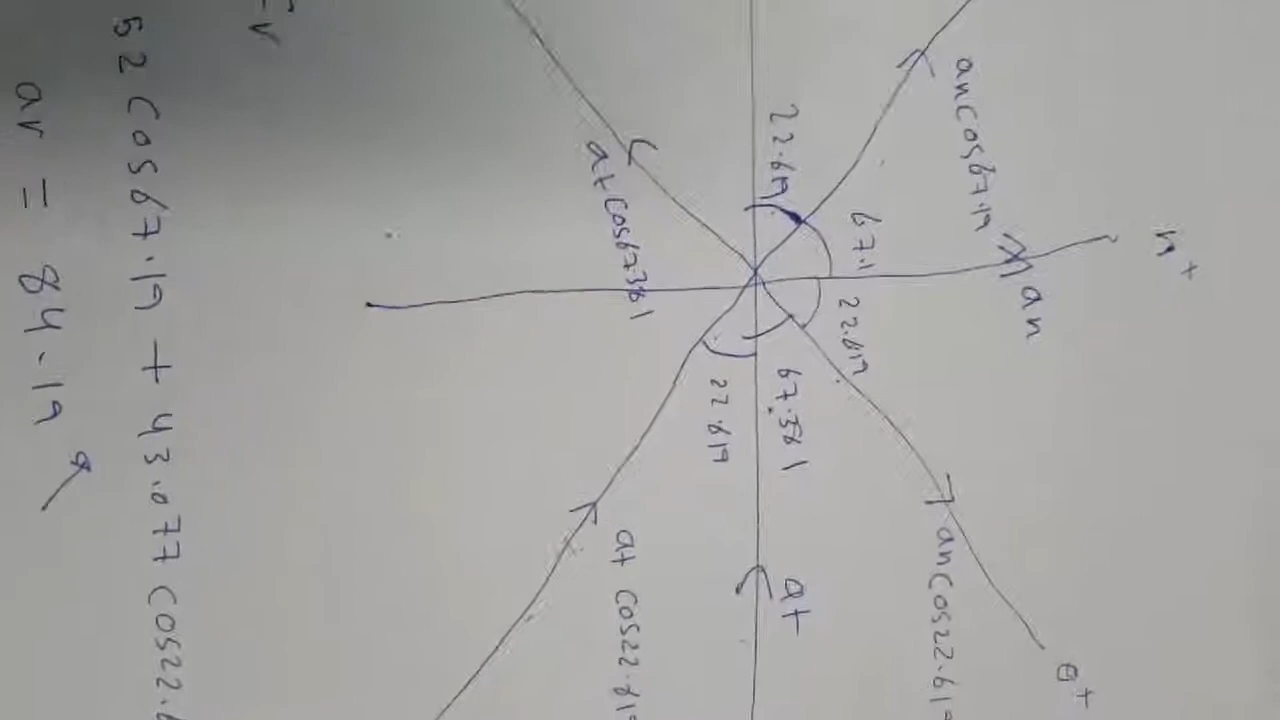 n+
an
an cos 67.19
67.1
22.619
22.619
at cos 67.381
67.381
22.619
at
an cos 22.619
at cos 22.619
θ+
52 cos 67.19 + 43.077 cos 22.6
ar = 84.19